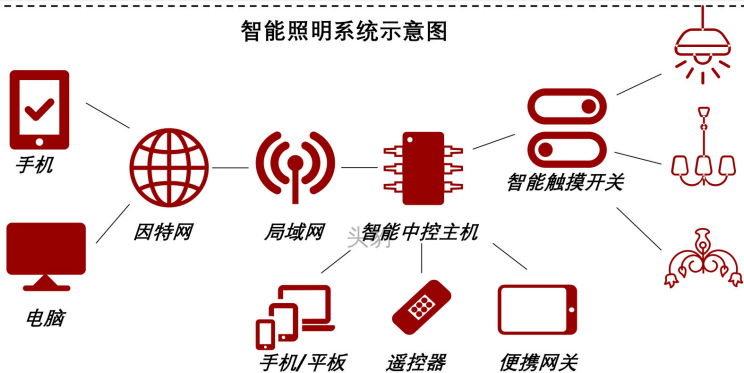 智能照明系统示意图
手机
因特网
局域网
智能中控主机
智能触摸开关
电脑
手机/平板
遥控器
便携网关